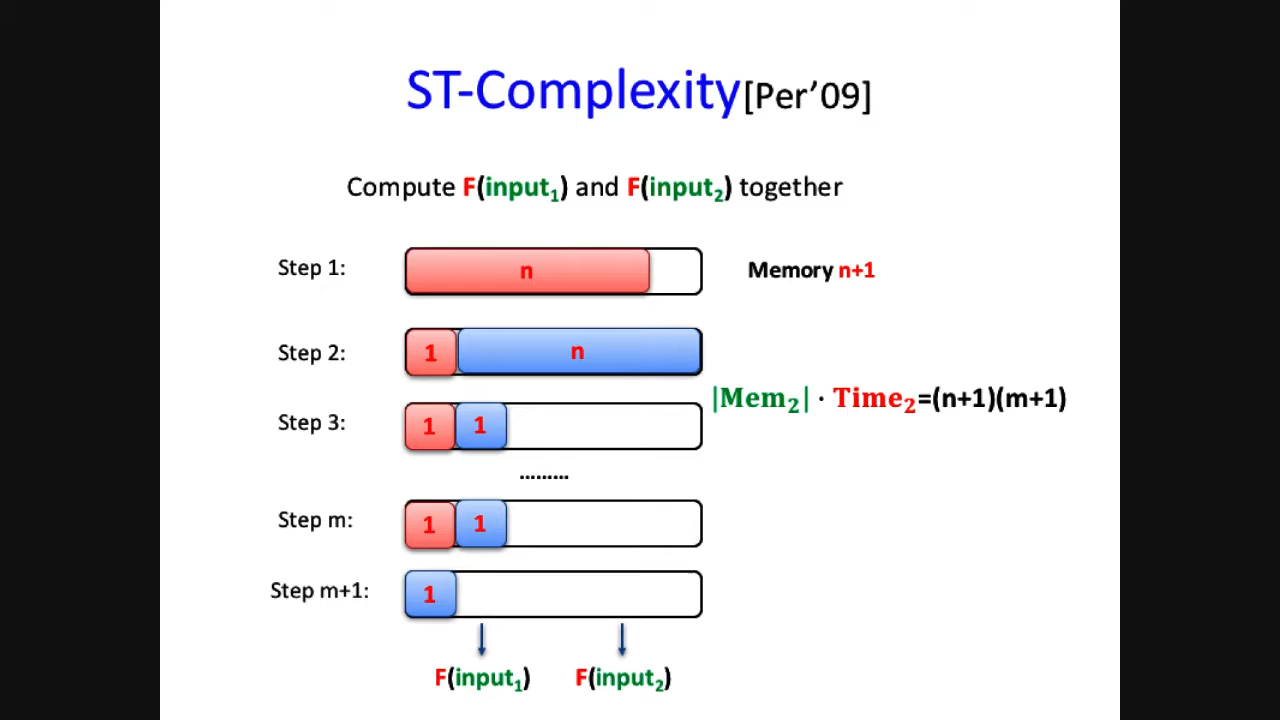 ST-Complexity[Per’09]
Compute F(input₁) and F(input₂) together
Step 1: n Memory n+1
Step 2: 1 n
|Mem₂| · Time₂=(n+1)(m+1)
Step 3: 1 1
.........
Step m: 1 1
Step m+1: 1
F(input₁) F(input₂)